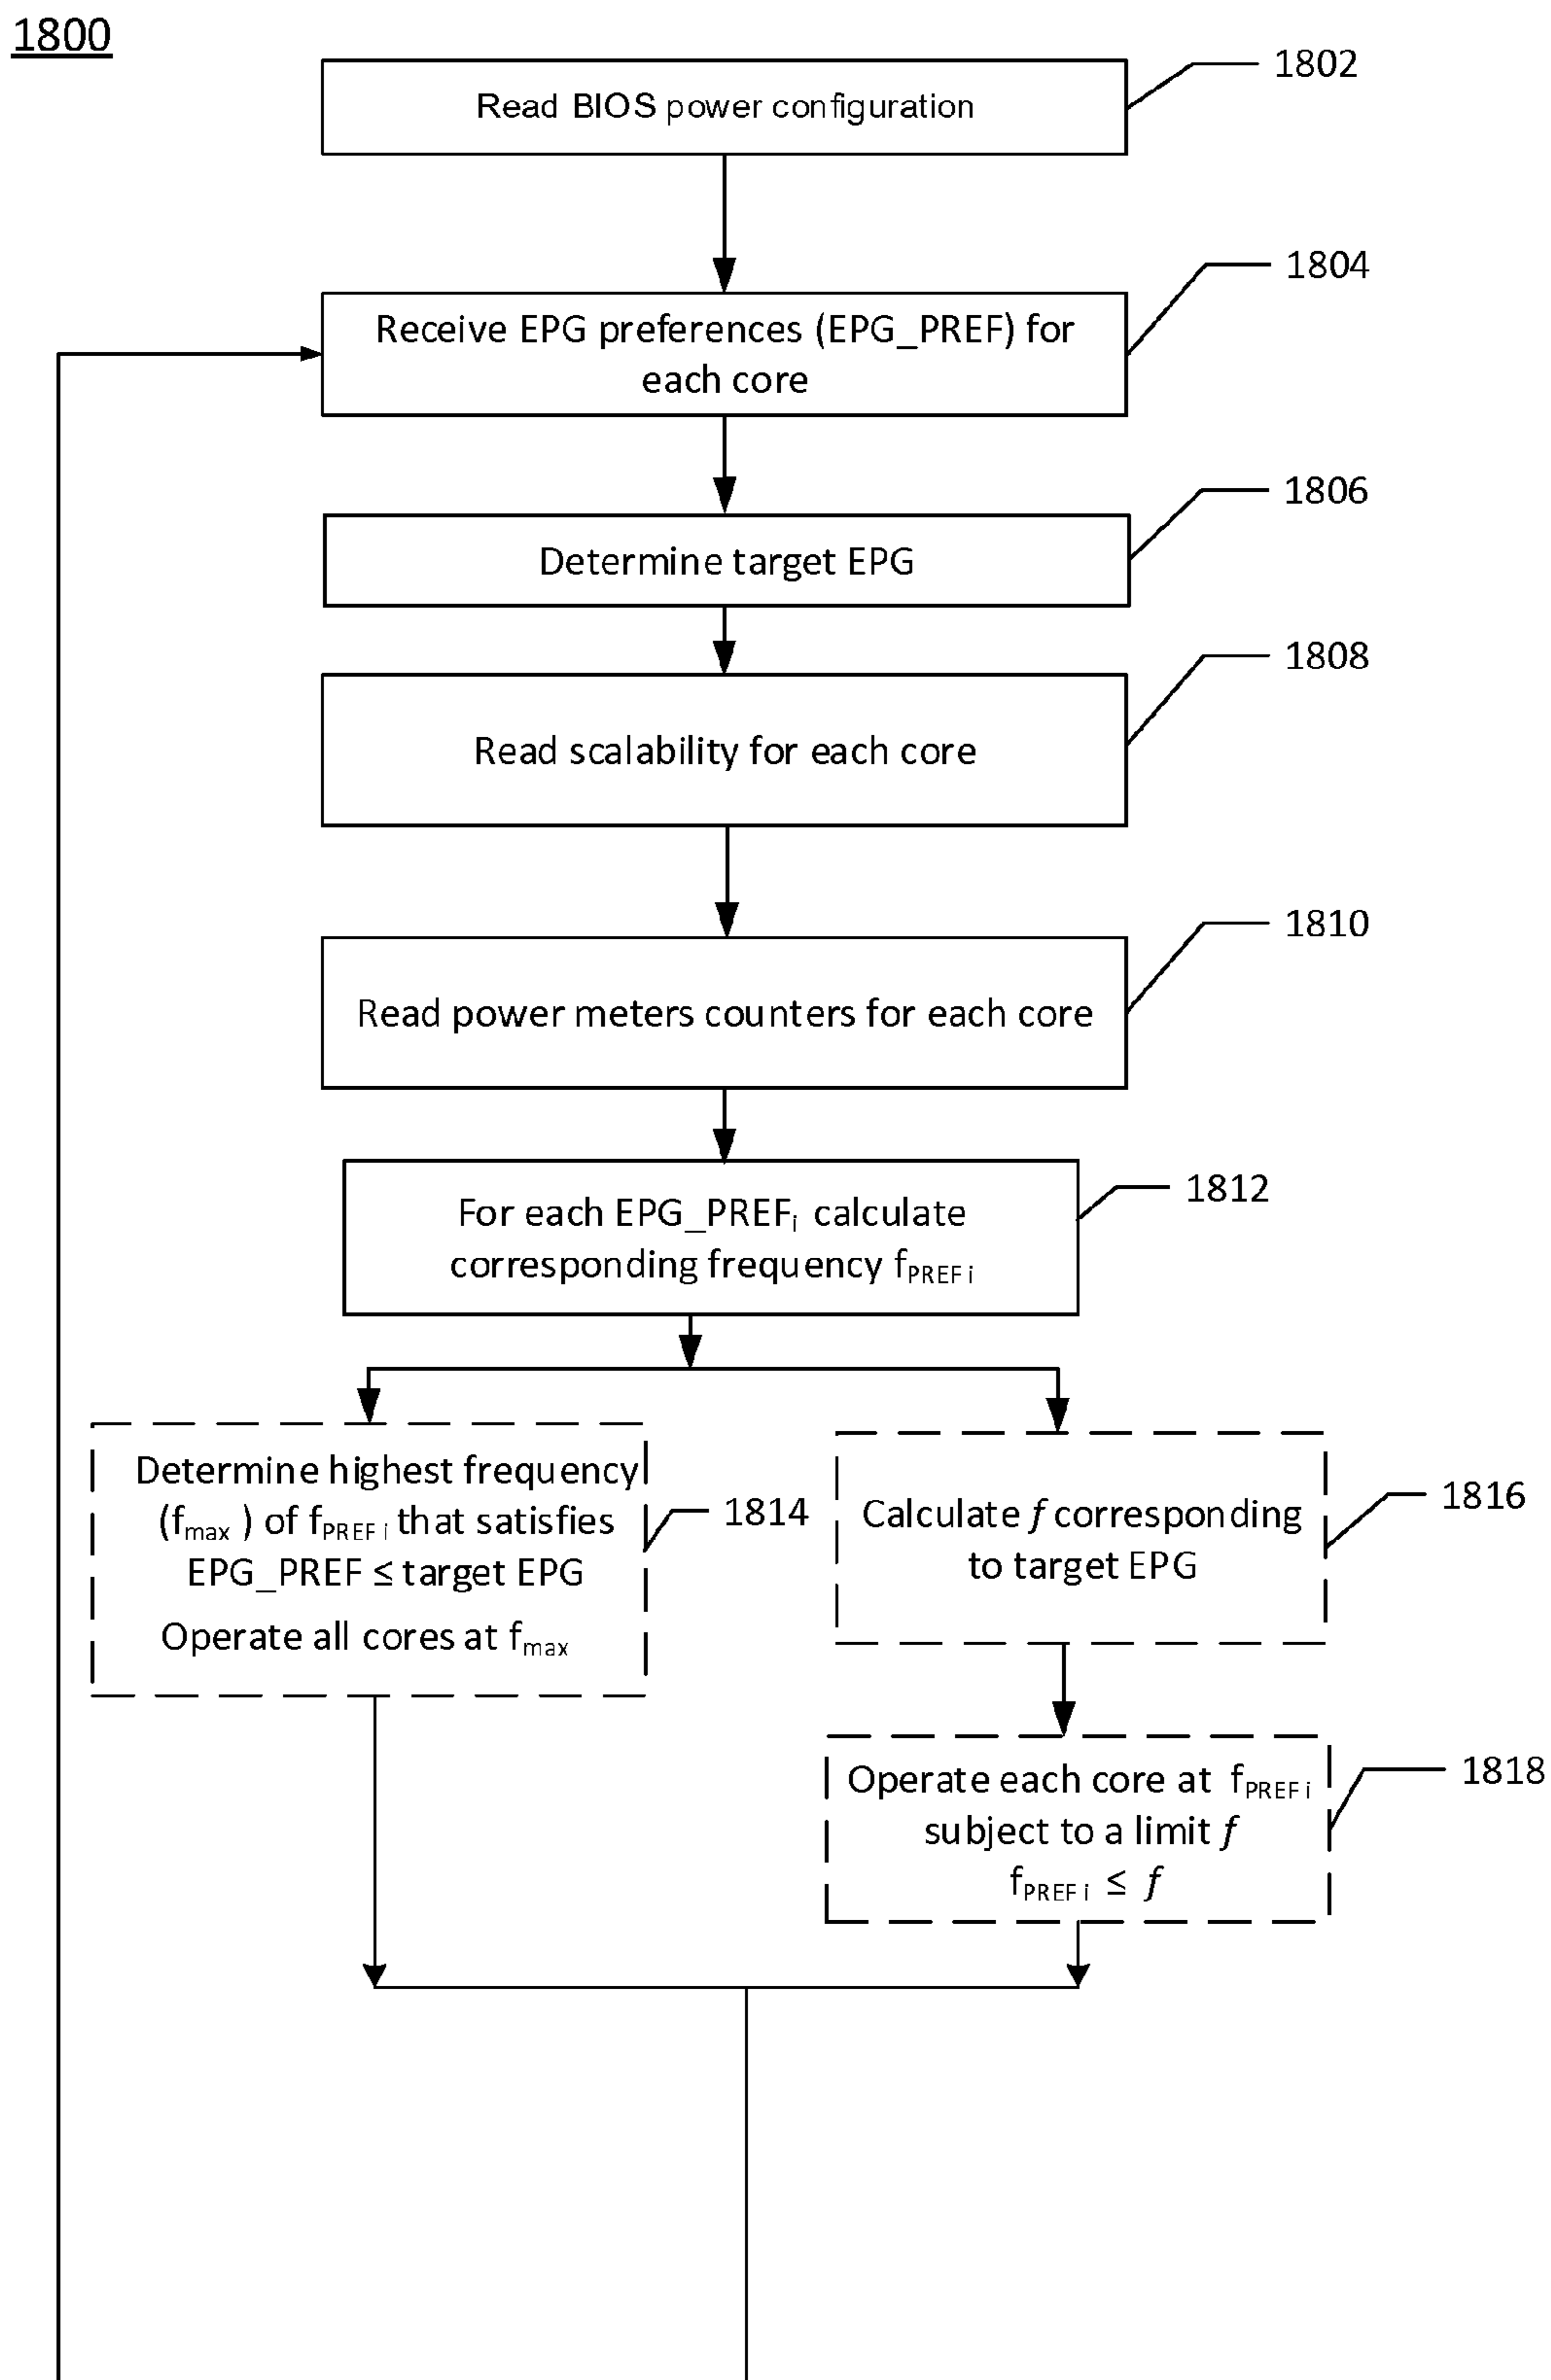 1800
Read BIOS power configuration
1802
Receive EPG preferences (EPG_PREF) for
each core
1804
Determine target EPG
1806
Read scalability for each core
1808
Read power meters counters for each core
1810
For each EPG_PREFi calculate
corresponding frequency fPREF i
1812
Determine highest frequency
(fmax ) of fPREF i that satisfies
EPG_PREF ≤ target EPG
Operate all cores at fmax
1814
Calculate f corresponding
to target EPG
1816
Operate each core at fPREF i
subject to a limit f
fPREF i ≤ f
1818